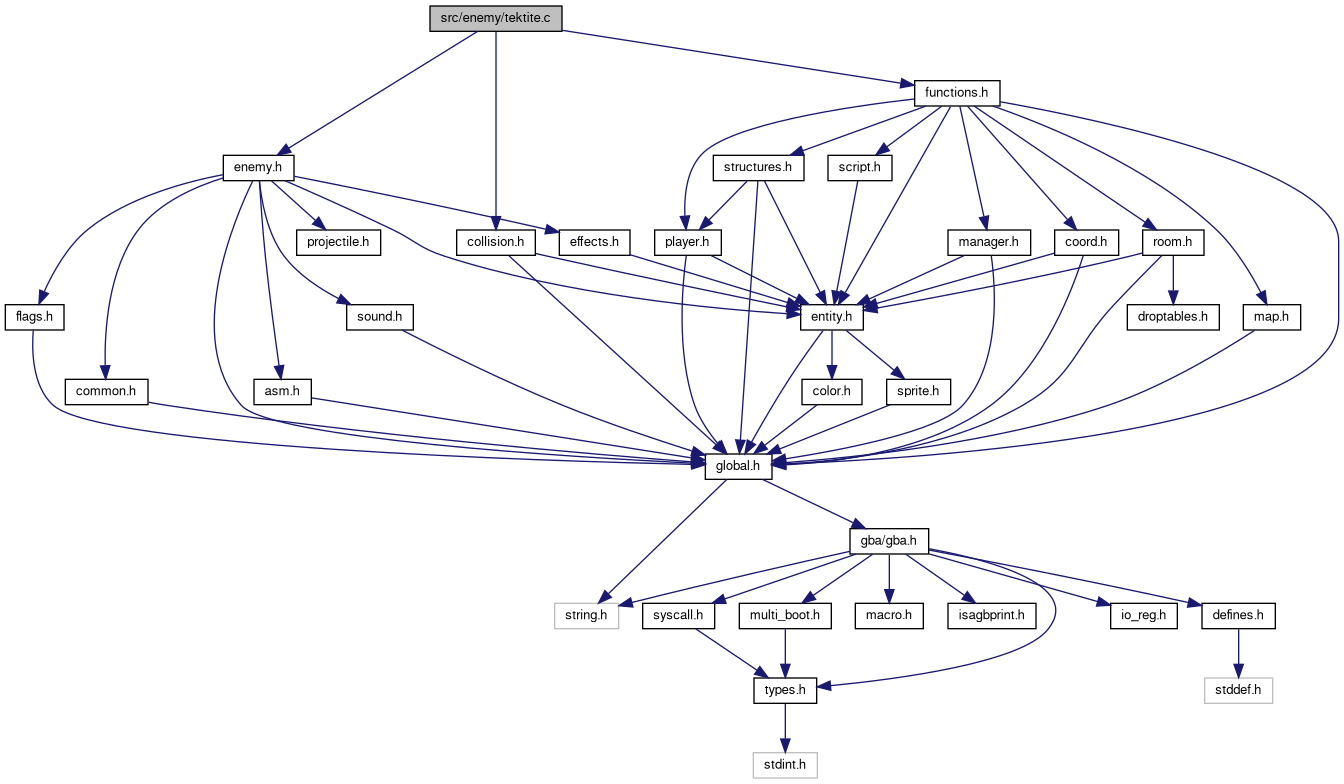 src/enemy/tektite.c
functions.h
enemy.h
structures.h
script.h
projectile.h
collision.h
effects.h
player.h
manager.h
coord.h
room.h
flags.h
sound.h
entity.h
droptables.h
map.h
common.h
asm.h
color.h
sprite.h
global.h
gba/gba.h
string.h
syscall.h
multi_boot.h
macro.h
isagbprint.h
io_reg.h
defines.h
types.h
stddef.h
stdint.h